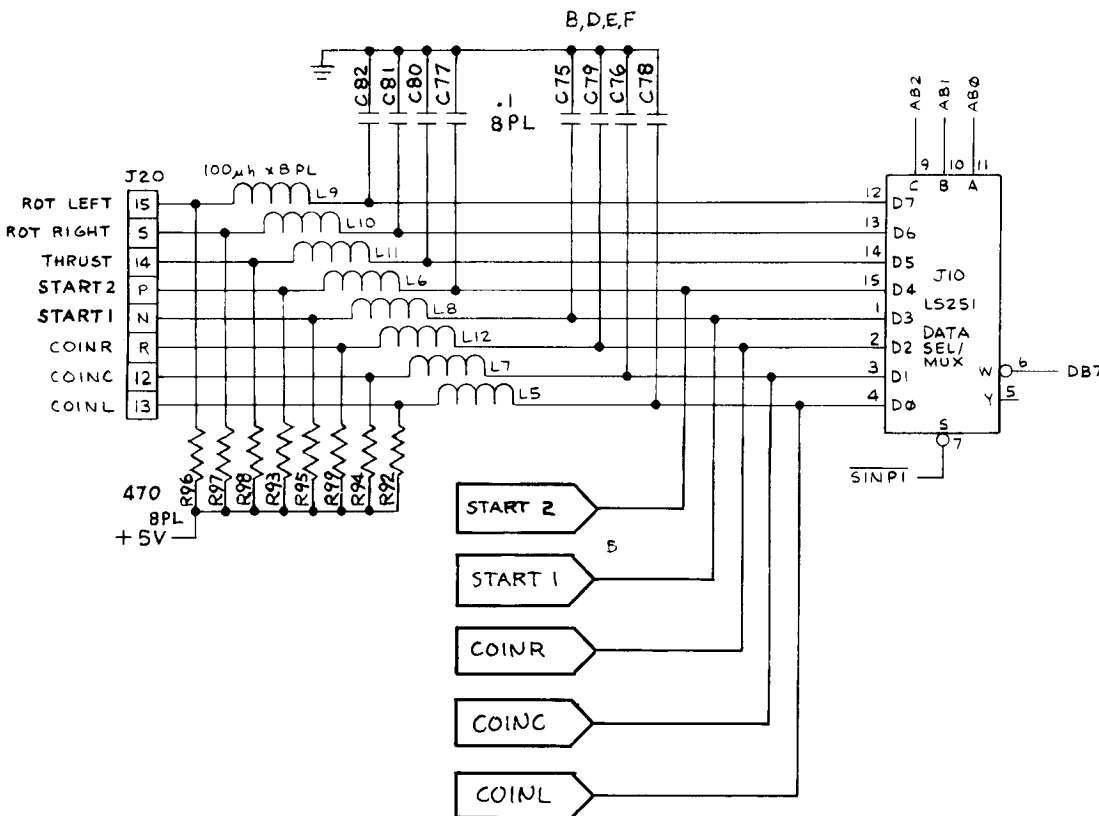 B,D,E,F
C82
C81
C80
C77
C75
C79
C76
C78
.1
8PL
AB2
AB1
ABØ
9
10
11
C
B
A
J20
100µh x 8PL
ROT LEFT 15 L9 12 D7
ROT RIGHT S L10 13 D6
THRUST 14 L11 14 D5
START2 P L6 15 D4
START1 N L8 1 D3
COINR R L12 2 D2
COINC 12 L7 3 D1
COINL 13 L5 4 DØ
J10
LS251
DATA
SEL/
MUX
W 6 DB7
Y 5
S
7
SINP1
R96
R97
R98
R93
R95
R99
R94
R92
470
8PL
+5V
START 2
B
START 1
COINR
COINC
COINL